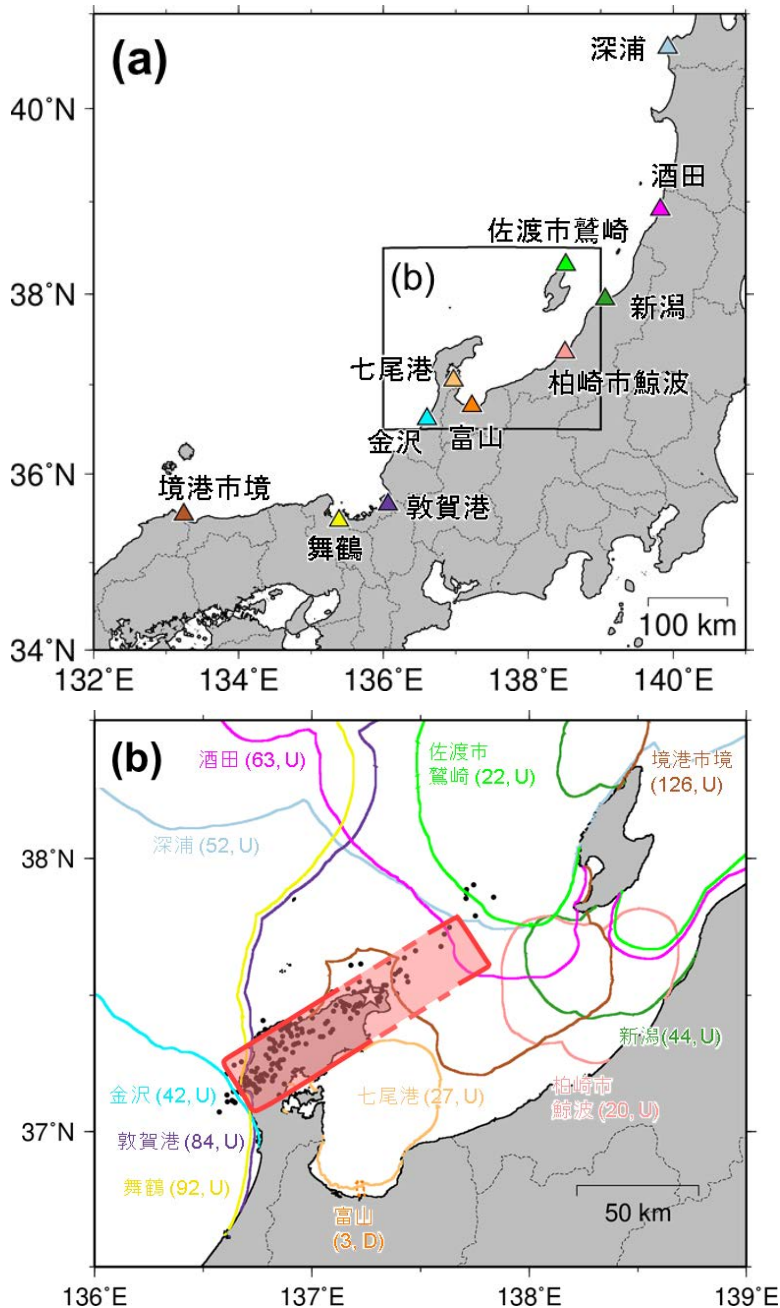 (a)
深浦
40°N
酒田
佐渡市鷲崎
(b)
38°N
新潟
七尾港
柏崎市鯨波
金沢
富山
36°N
境港市境
敦賀港
舞鶴
100 km
34°N
132°E
134°E
136°E
138°E
140°E
(b)
酒田 (63, U)
佐渡市
鷲崎 (22, U)
境港市境
(126, U)
深浦 (52, U)
38°N
新潟 (44, U)
金沢 (42, U)
七尾港 (27, U)
柏崎市
鯨波 (20, U)
37°N
敦賀港 (84, U)
舞鶴 (92, U)
富山
(3, D)
50 km
136°E
137°E
138°E
139°E